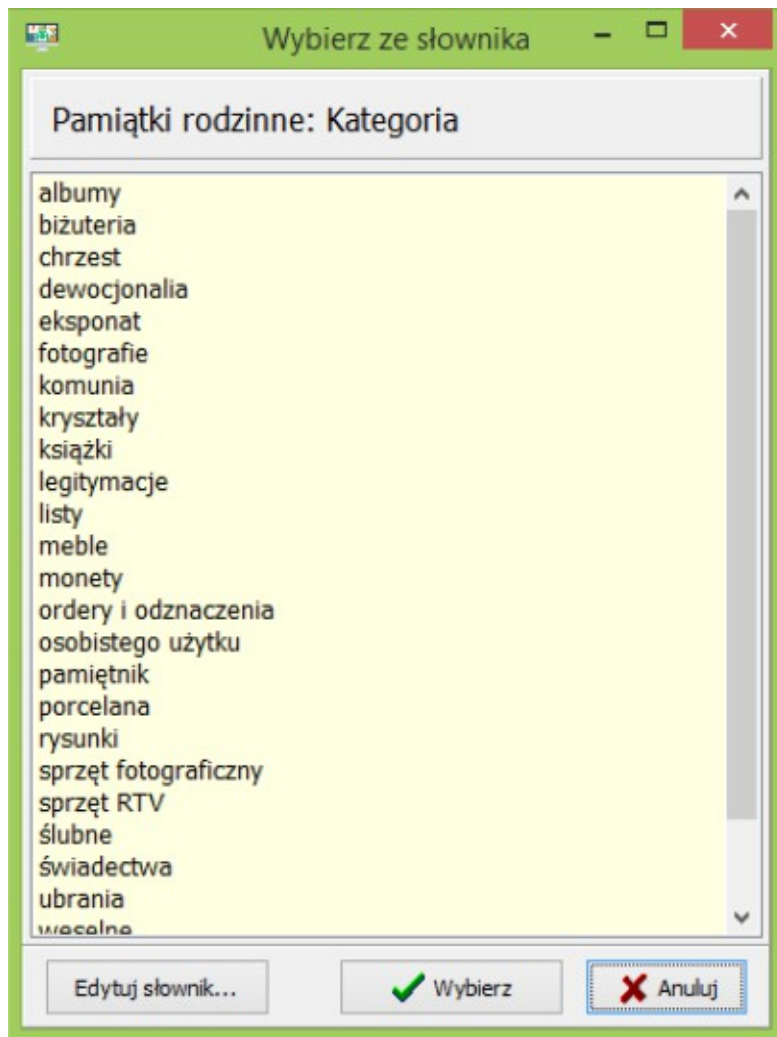 Wybierz ze słownika
Pamiątki rodzinne: Kategoria
albumy
biżuteria
chrzest
dewocjonalia
eksponat
fotografie
komunia
kryształy
książki
legitymacje
listy
meble
monety
ordery i odznaczenia
osobistego użytku
pamiętnik
porcelana
rysunki
sprzęt fotograficzny
sprzęt RTV
ślubne
świadectwa
ubrania
weselne
Edytuj słownik... Wybierz Anuluj